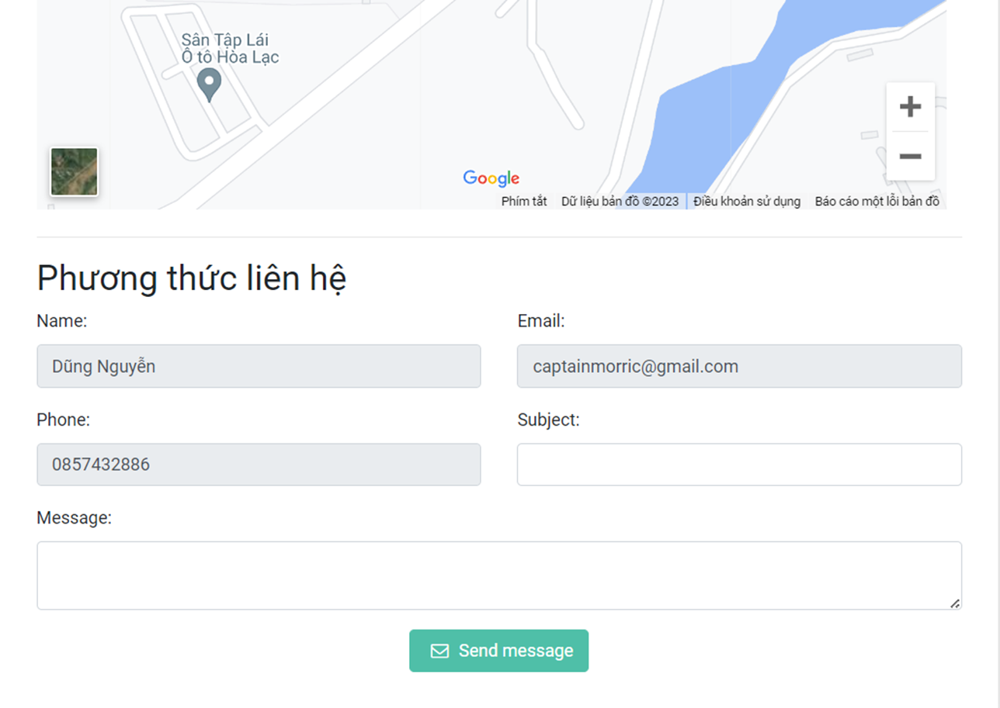 Sân Tập Lái
Ô tô Hòa Lạc
Google
Phím tắt Dữ liệu bản đồ ©2023 Điều khoản sử dụng Báo cáo một lỗi bản đồ
Phương thức liên hệ
Name: Email:
Dũng Nguyễn captainmorric@gmail.com
Phone: Subject:
0857432886
Message:
Send message